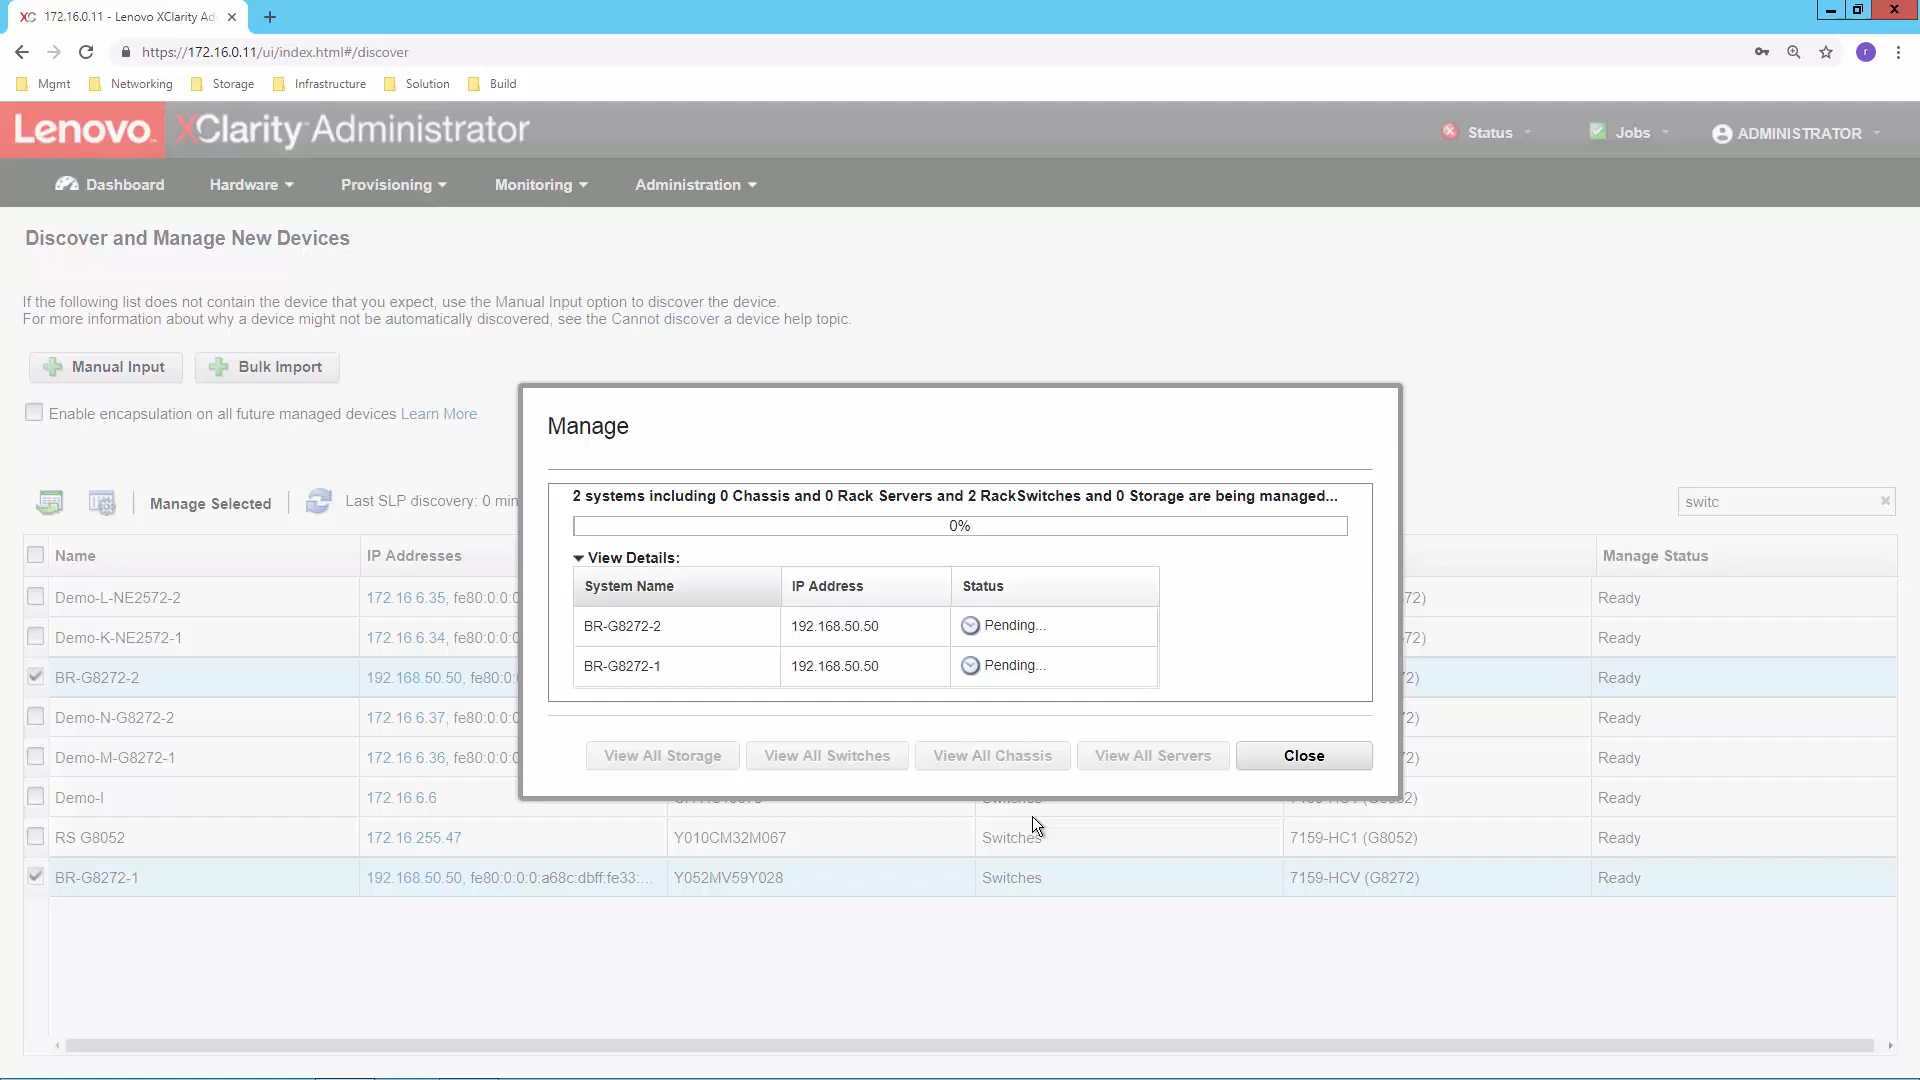 172.16.0.11 - Lenovo XClarity Ad
https://172.16.0.11/ui/index.html#/discover
r
Mgmt Networking Storage Infrastructure Solution Build
Lenovo XClarity Administrator
Status Jobs ADMINISTRATOR
Dashboard Hardware Provisioning Monitoring Administration
Discover and Manage New Devices
If the following list does not contain the device that you expect, use the Manual Input option to discover the device.
For more information about why a device might not be automatically discovered, see the Cannot discover a device help topic.
Manual Input Bulk Import
Enable encapsulation on all future managed devices Learn More
Manage Selected Last SLP discovery: 0 min
switc
Name IP Addresses Manage Status
Demo-L-NE2572-2 172.16.6.35, fe80:0:0:0 72) Ready
Demo-K-NE2572-1 172.16.6.34, fe80:0:0:0 72) Ready
BR-G8272-2 192.168.50.50, fe80:0: 2) Ready
Demo-N-G8272-2 172.16.6.37, fe80:0:0:0 2) Ready
Demo-M-G8272-1 172.16.6.36, fe80:0:0:0 2) Ready
Demo-I 172.16.6.6 Switches Ready
RS G8052 172.16.255.47 Y010CM32M067 Switches 7159-HC1 (G8052) Ready
BR-G8272-1 192.168.50.50, fe80:0:0:0:a68c:dbff:fe33:... Y052MV59Y028 Switches 7159-HCV (G8272) Ready
Manage
2 systems including 0 Chassis and 0 Rack Servers and 2 RackSwitches and 0 Storage are being managed...
0%
View Details:
System Name IP Address Status
BR-G8272-2 192.168.50.50 Pending...
BR-G8272-1 192.168.50.50 Pending...
View All Storage View All Switches View All Chassis View All Servers Close